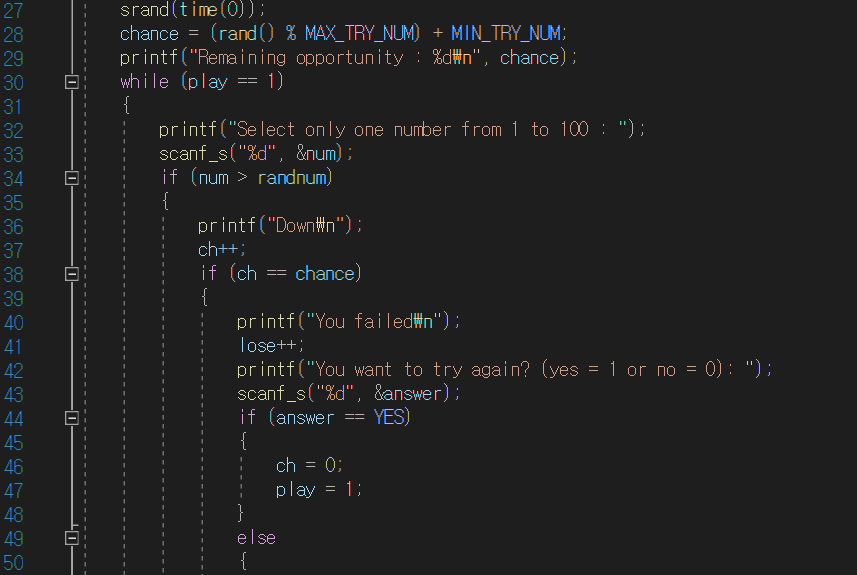 27 srand(time(0));
28 chance = (rand() % MAX_TRY_NUM) + MIN_TRY_NUM;
29 printf("Remaining opportunity : %d₩n", chance);
30 while (play == 1)
31 {
32 printf("Select only one number from 1 to 100 : ");
33 scanf_s("%d", &num);
34 if (num > randnum)
35 {
36 printf("Down₩n");
37 ch++;
38 if (ch == chance)
39 {
40 printf("You failed₩n");
41 lose++;
42 printf("You want to try again? (yes = 1 or no = 0): ");
43 scanf_s("%d", &answer);
44 if (answer == YES)
45 {
46 ch = 0;
47 play = 1;
48 }
49 else
50 {